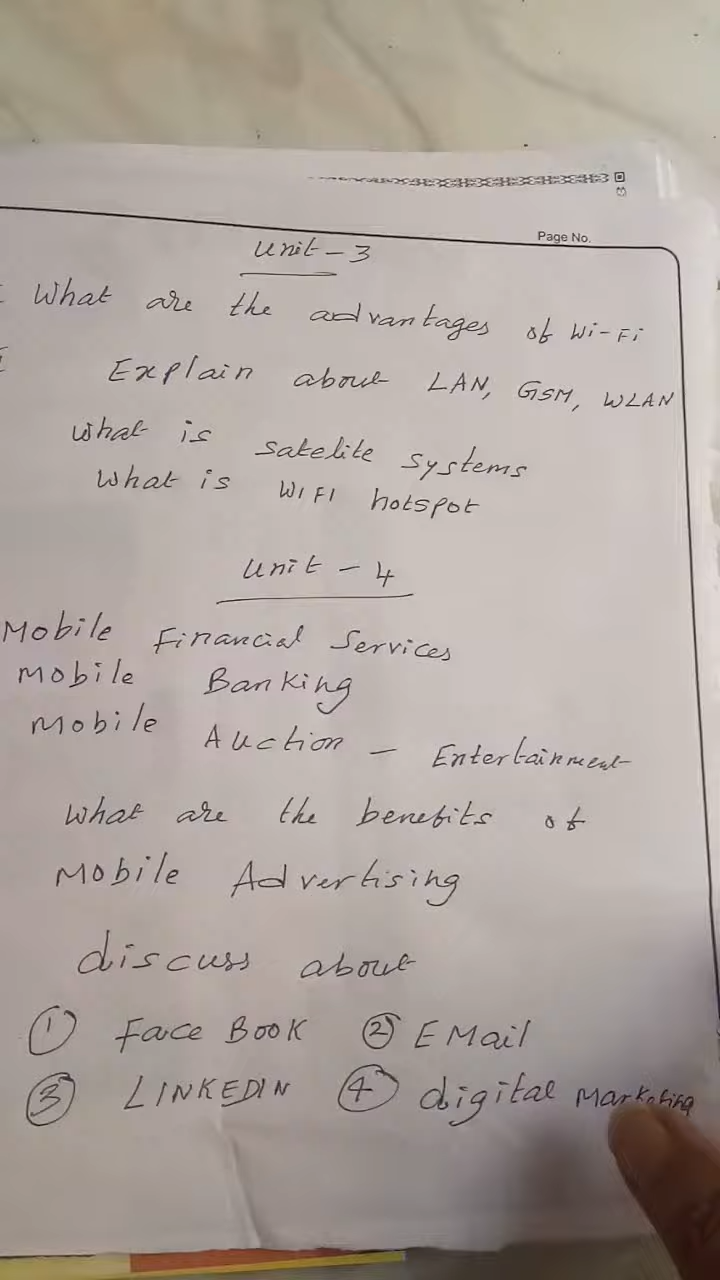 Page No.
Unit - 3
What are the advantages of Wi-Fi
Explain about LAN, GSM, WLAN
What is satelite systems
What is WIFI hotspot
Unit - 4
Mobile Financial Services
Mobile Banking
Mobile Auction - Entertainment
What are the benefits of
Mobile Advertising
discuss about
① Face Book ② EMail
③ LINKEDIN ④ digital Marketing